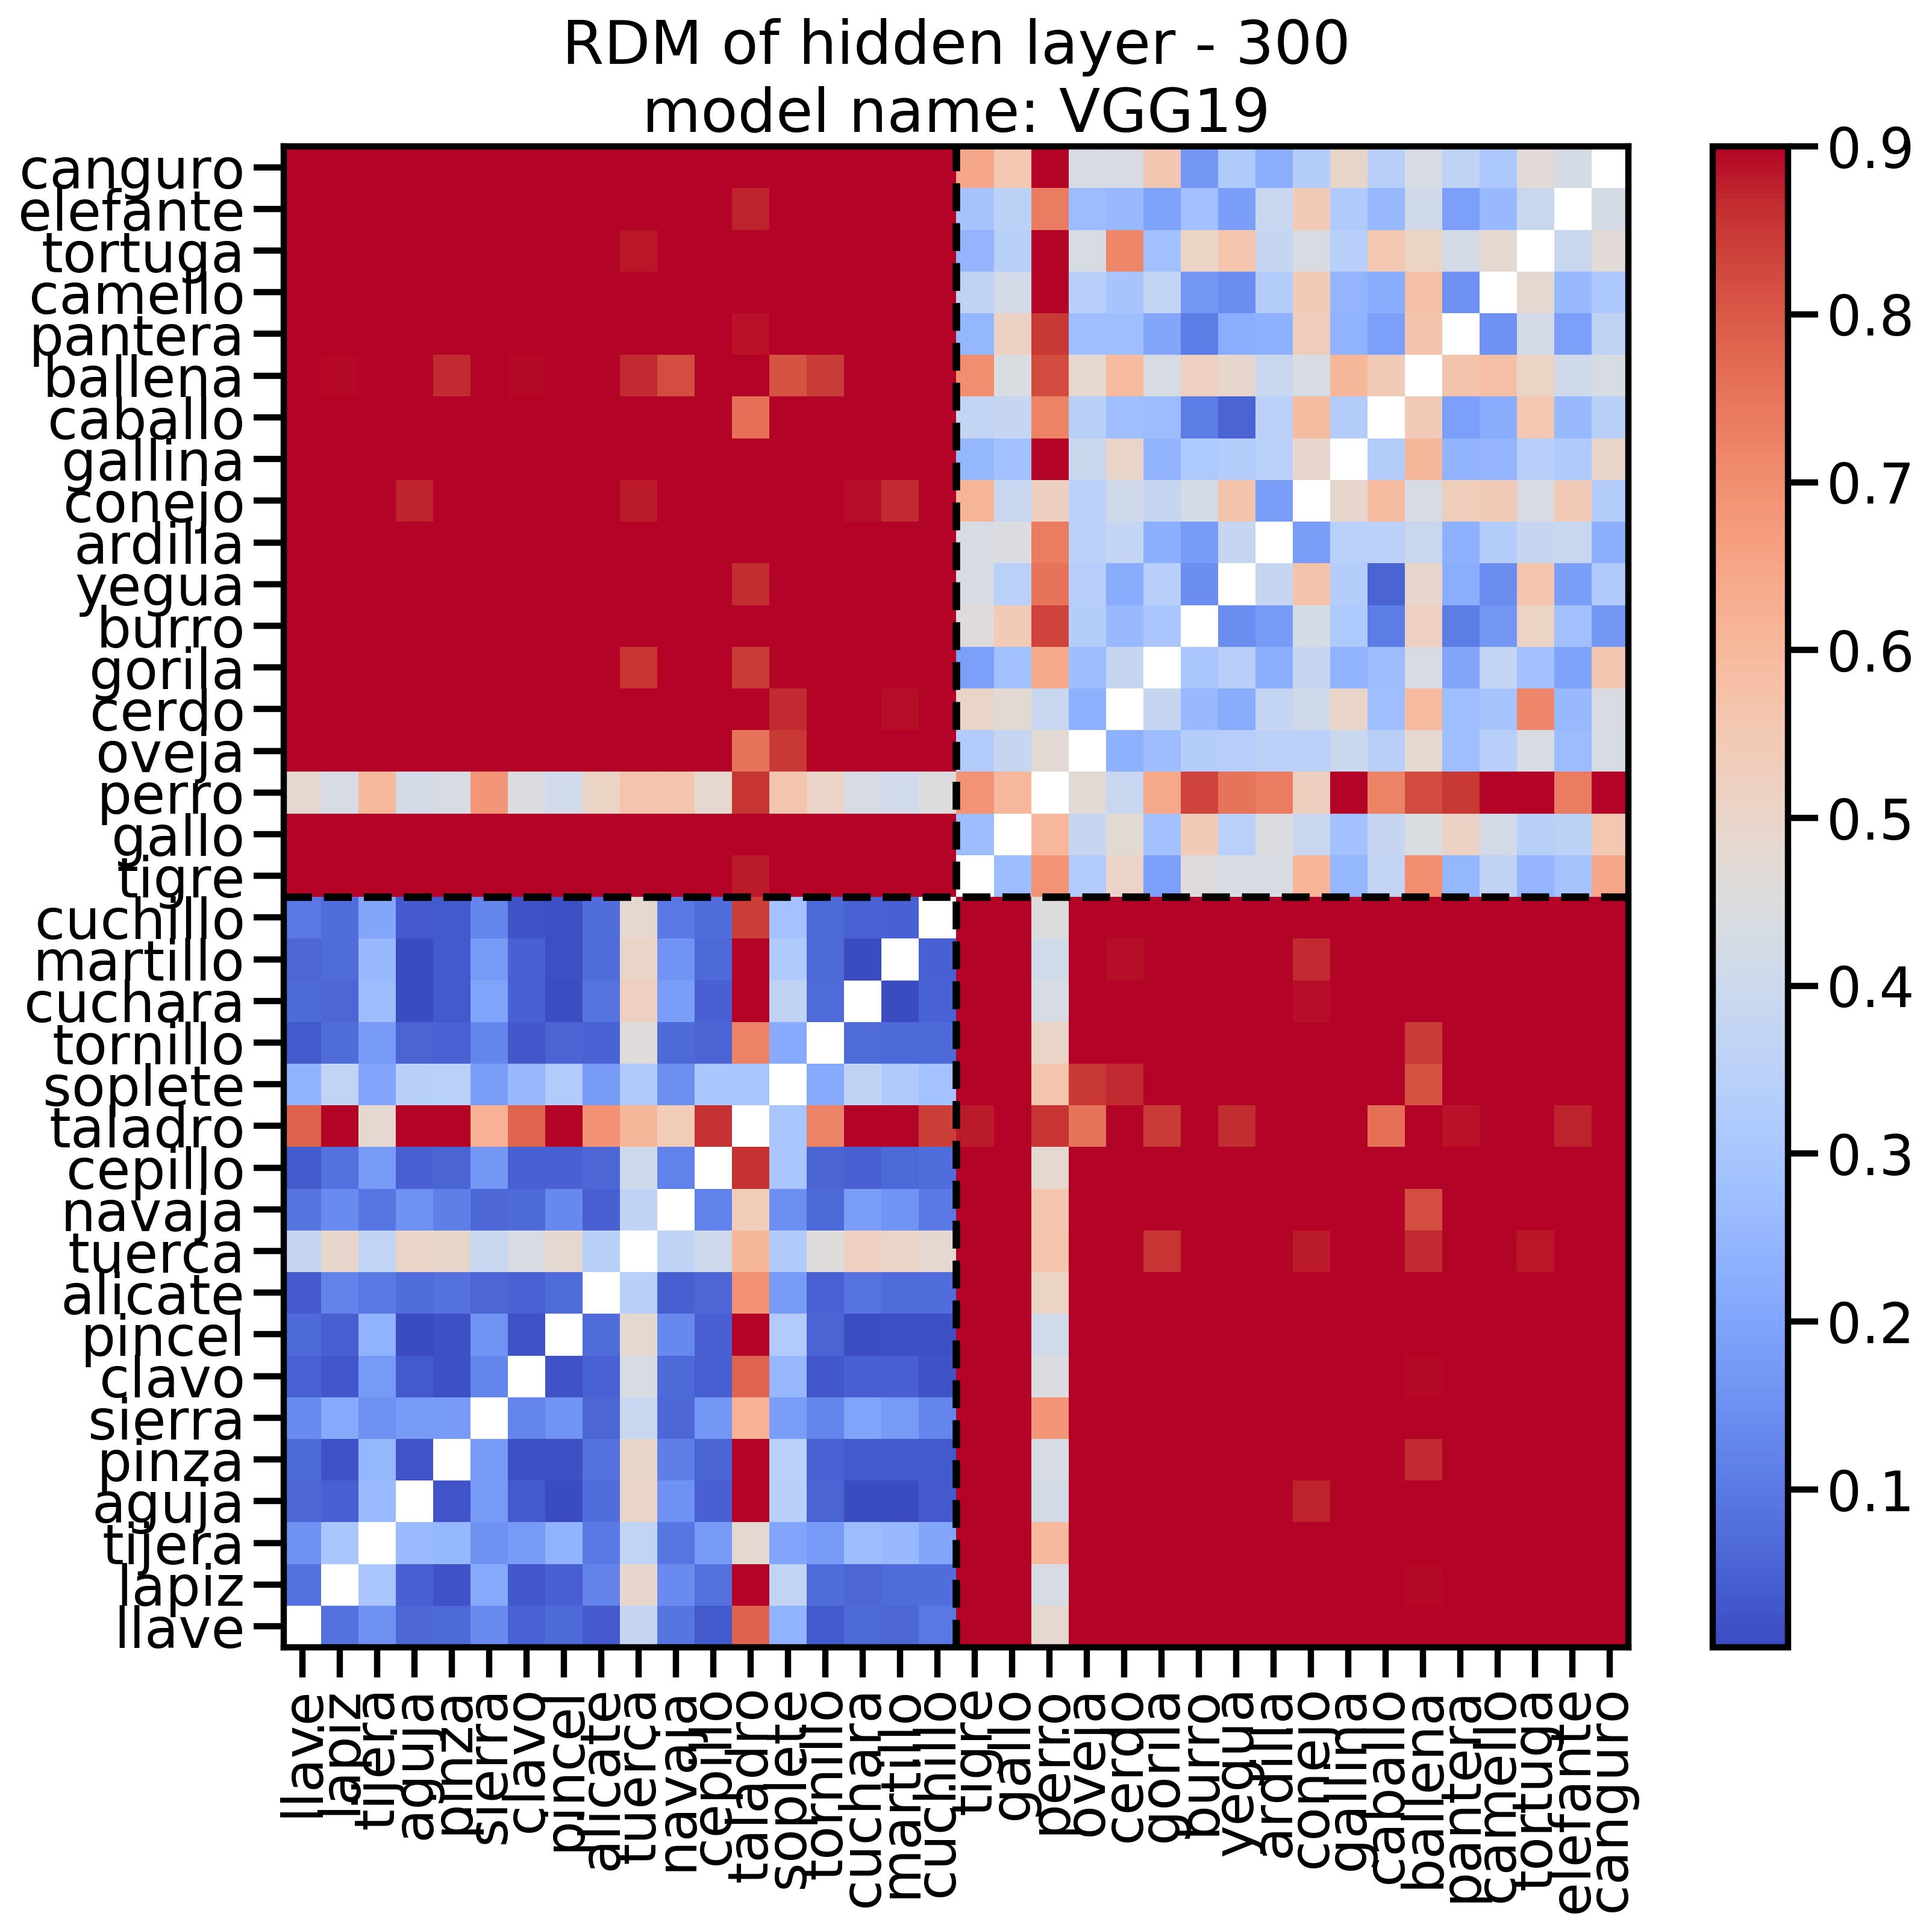 RDM of hidden layer - 300
model name: VGG19
canguro
elefante
tortuga
camello
pantera
ballena
caballo
gallina
conejo
ardilla
yegua
burro
gorila
cerdo
oveja
perro
gallo
tigre
cuchillo
martillo
cuchara
tornillo
soplete
taladro
cepillo
navaja
tuerca
alicate
pincel
clavo
sierra
pinza
aguja
tijera
lapiz
llave
llave
lapiz
tijera
aguja
pinza
sierra
clavo
pincel
alicate
tuerca
navaja
cepillo
taladro
soplete
tornillo
cuchara
martillo
cuchillo
tigre
gallo
perro
oveja
cerdo
gorila
burro
yegua
ardilla
conejo
gallina
caballo
ballena
pantera
camello
tortuga
elefante
canguro
0.9
0.8
0.7
0.6
0.5
0.4
0.3
0.2
0.1